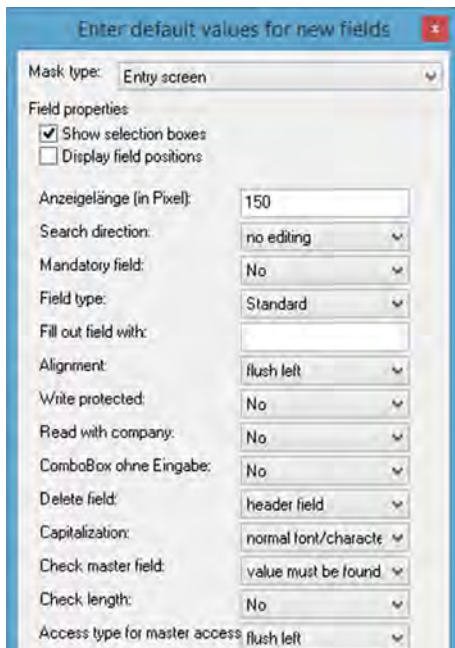 Enter default values for new fields
x
Mask type: Entry screen
Field properties
Show selection boxes
Display field positions
Anzeigelänge (in Pixel): 150
Search direction: no editing
Mandatory field: No
Field type: Standard
Fill out field with:
Alignment: flush left
Write protected: No
Read with company: No
ComboBox ohne Eingabe: No
Delete field: header field
Capitalization: normal font/characte
Check master field: value must be found
Check length: No
Access type for master access flush left